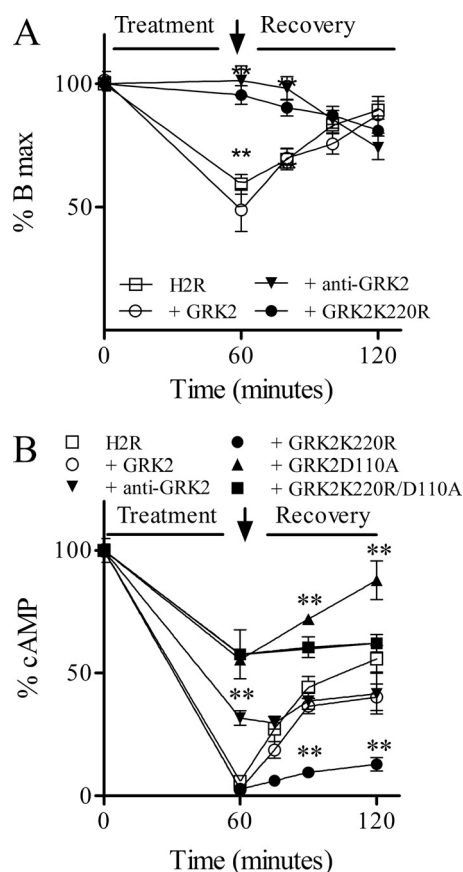 A
Treatment Recovery
**
**
**
**
100
50
% B max
H2R + anti-GRK2
+ GRK2 + GRK2K220R
0 60 120
Time (minutes)
B
H2R + GRK2K220R
+ GRK2 + GRK2D110A
+ anti-GRK2 + GRK2K220R/D110A
Treatment Recovery
100
50
0
% cAMP
**
**
**
**
**
0 60 120
Time (minutes)